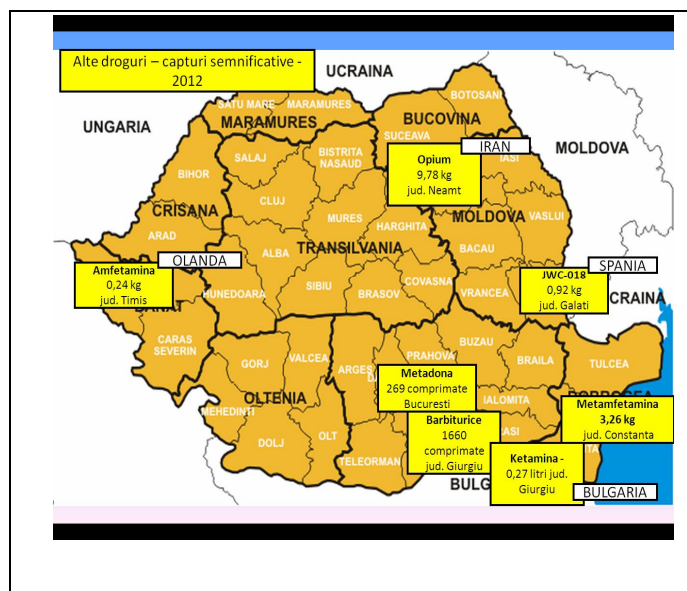 Alte droguri – capturi semnificative -
2012
UCRAINA
UNGARIA
MOLDOVA
SATU MARE
MARAMURES
MARAMURES
BOTOSANI
BUCOVINA
SUCEAVA
IRAN
IASI
Opium
9,78 kg
jud. Neamt
SALAJ
BISTRITA
NASAUD
BIHOR
CLUJ
CRISANA
MURES
HARGHITA
MOLDOVA
VASLUI
ARAD
ALBA
TRANSILVANIA
BACAU
OLANDA
SPANIA
Amfetamina
0,24 kg
jud. Timis
HUNEDOARA
SIBIU
BRASOV
COVASNA
VRANCEA
JWC-018
0,92 kg
jud. Galati
CRAINA
CARAS
SEVERIN
GORJ
VALCEA
ARGES
PRAHOVA
BUZAU
BRAILA
TULCEA
Metadona
269 comprimate
Bucuresti
OLTENIA
IALOMITA
MEHEDINTI
Metamfetamina
3,26 kg
jud. Constanta
Barbiturice
1660
comprimate
jud. Giurgiu
DOLJ
OLT
TELEORMAN
Ketamina -
0,27 litri jud.
Giurgiu
BULG
BULGARIA